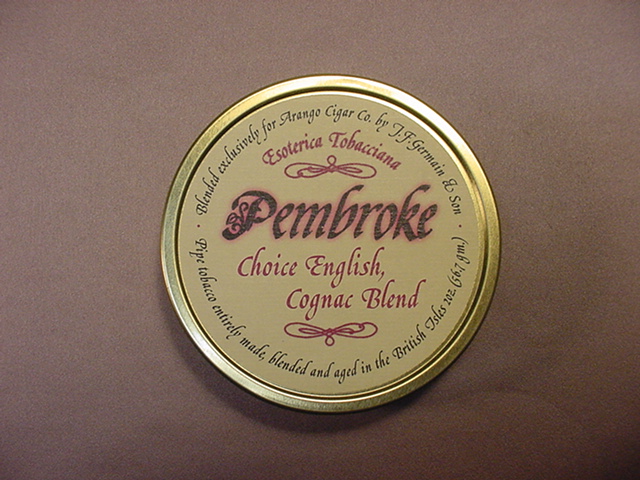 Blended exclusively for Arango Cigar Co. by J.F. Germain & Son
Esoterica Tobacciana
Pembroke
Choice English,
Cognac Blend
Pipe tobacco entirely made, blended and aged in the British Isles 2oz. (56.7 gm.)